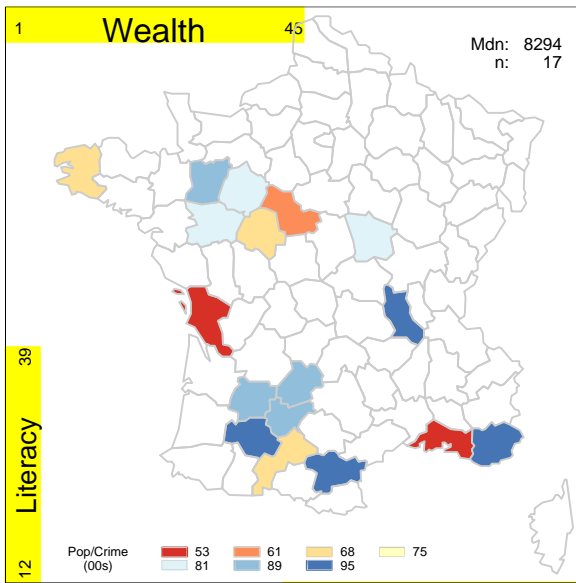 1 Wealth 45
Mdn: 8294
n: 17
39
Literacy
12
Pop/Crime 53 61 68 75
(00s) 81 89 95